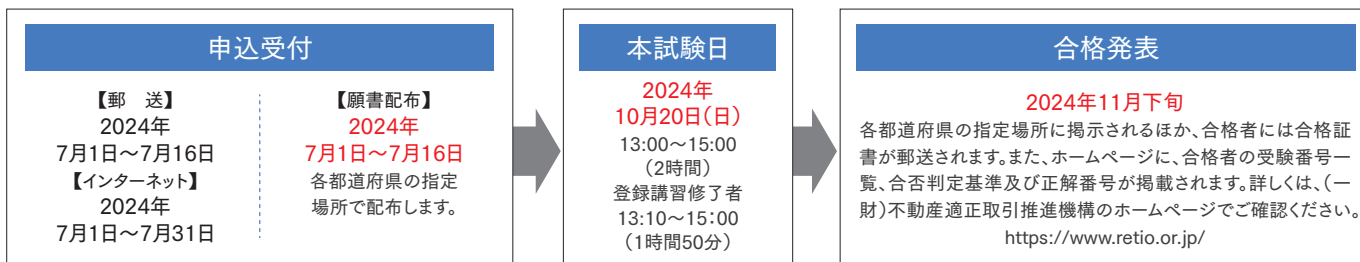 申込受付
【郵　送】
2024年
7月1日～7月16日
【インターネット】
2024年
7月1日～7月31日
【願書配布】
2024年
7月1日～7月16日
各都道府県の指定
場所で配布します。
本試験日
2024年
10月20日(日)
13:00～15:00
(2時間)
登録講習修了者
13:10～15:00
(1時間50分)
合格発表
2024年11月下旬
各都道府県の指定場所に掲示されるほか、合格者には合格証
書が郵送されます。また、ホームページに、合格者の受験番号一
覧、合否判定基準及び正解番号が掲載されます。詳しくは、(一
財)不動産適正取引推進機構のホームページでご確認ください。
https://www.retio.or.jp/